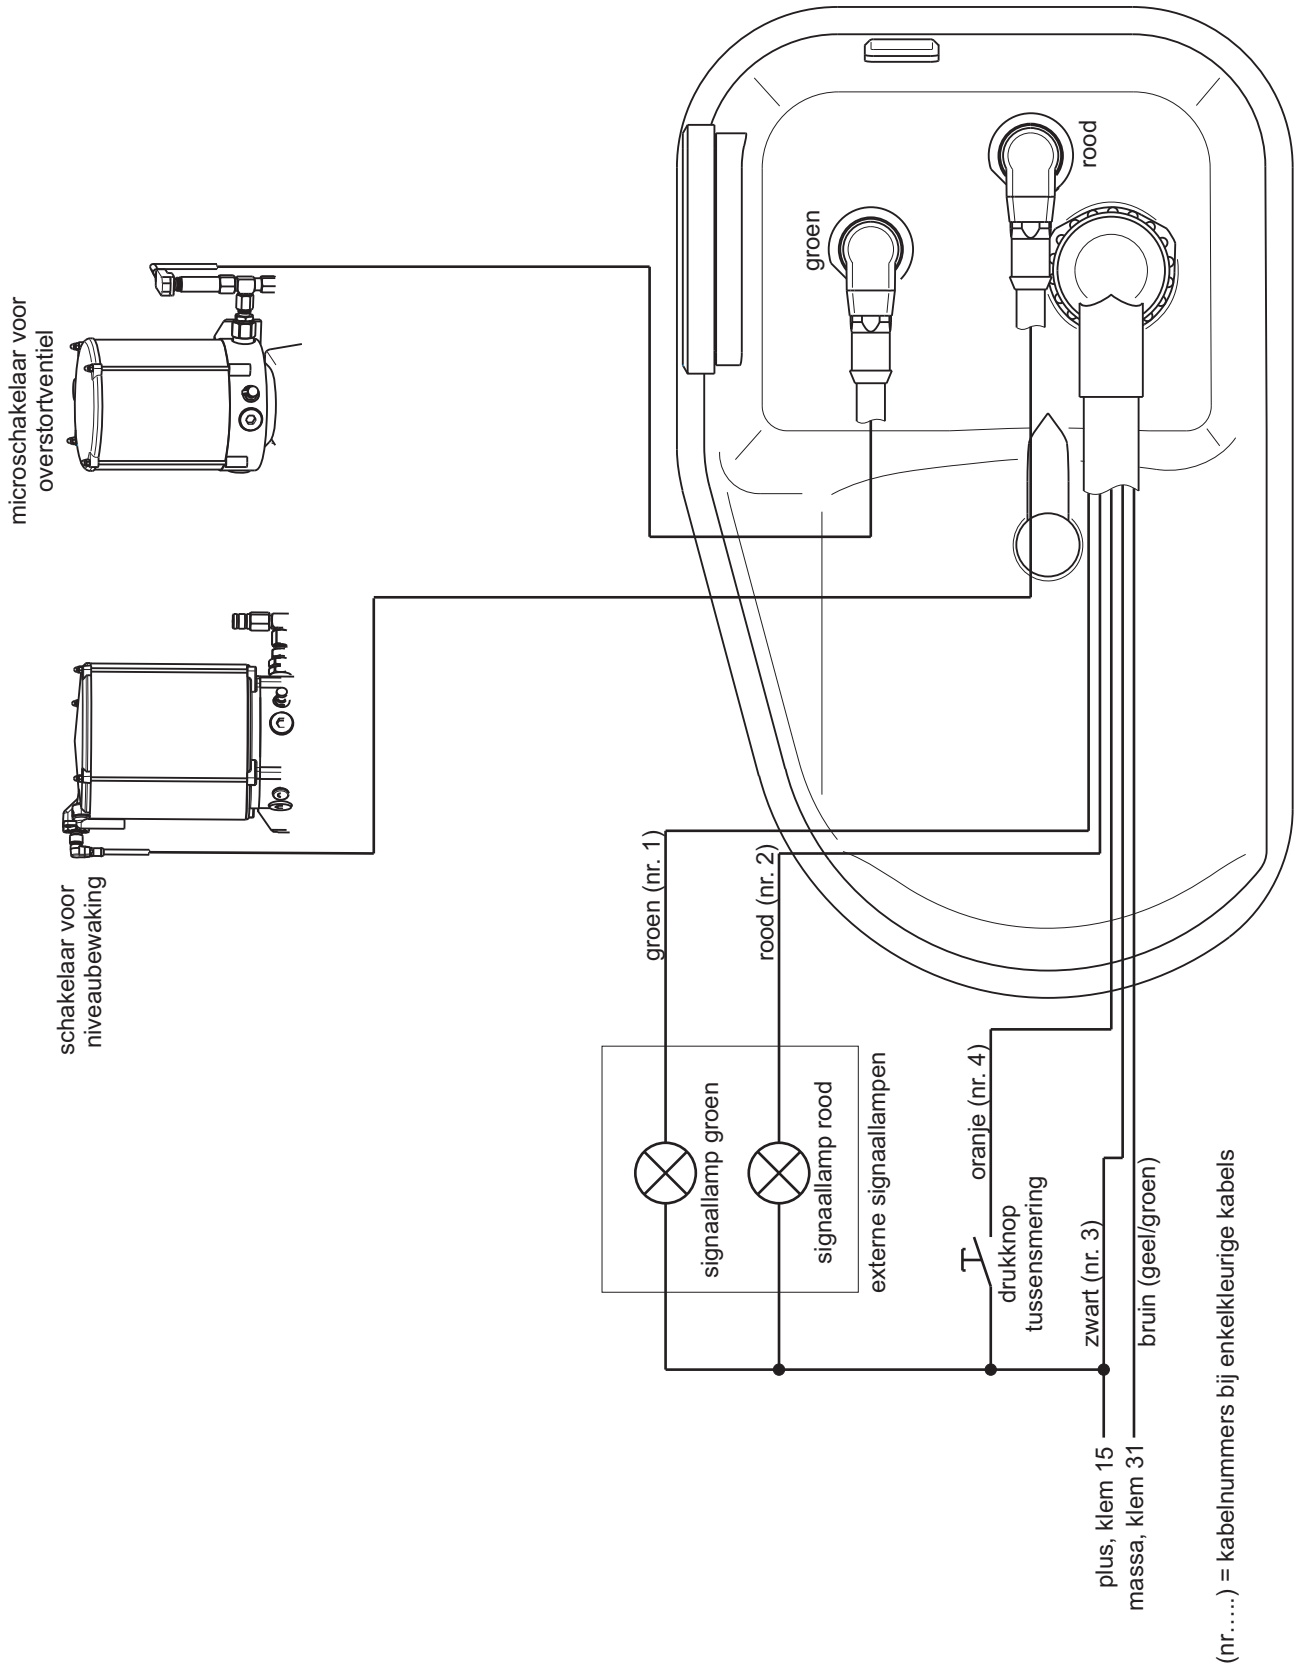 schakelaar voor
niveaubewaking
microschakelaar voor
overstortventiel
groen
rood
groen (nr. 1)
rood (nr. 2)
signaallamp groen
signaallamp rood
externe signaallampen
oranje (nr. 4)
drukknop
tussensmering
zwart (nr. 3)
bruin (geel/groen)
plus, klem 15
massa, klem 31
(nr.....) = kabelnummers bij enkelkleurige kabels